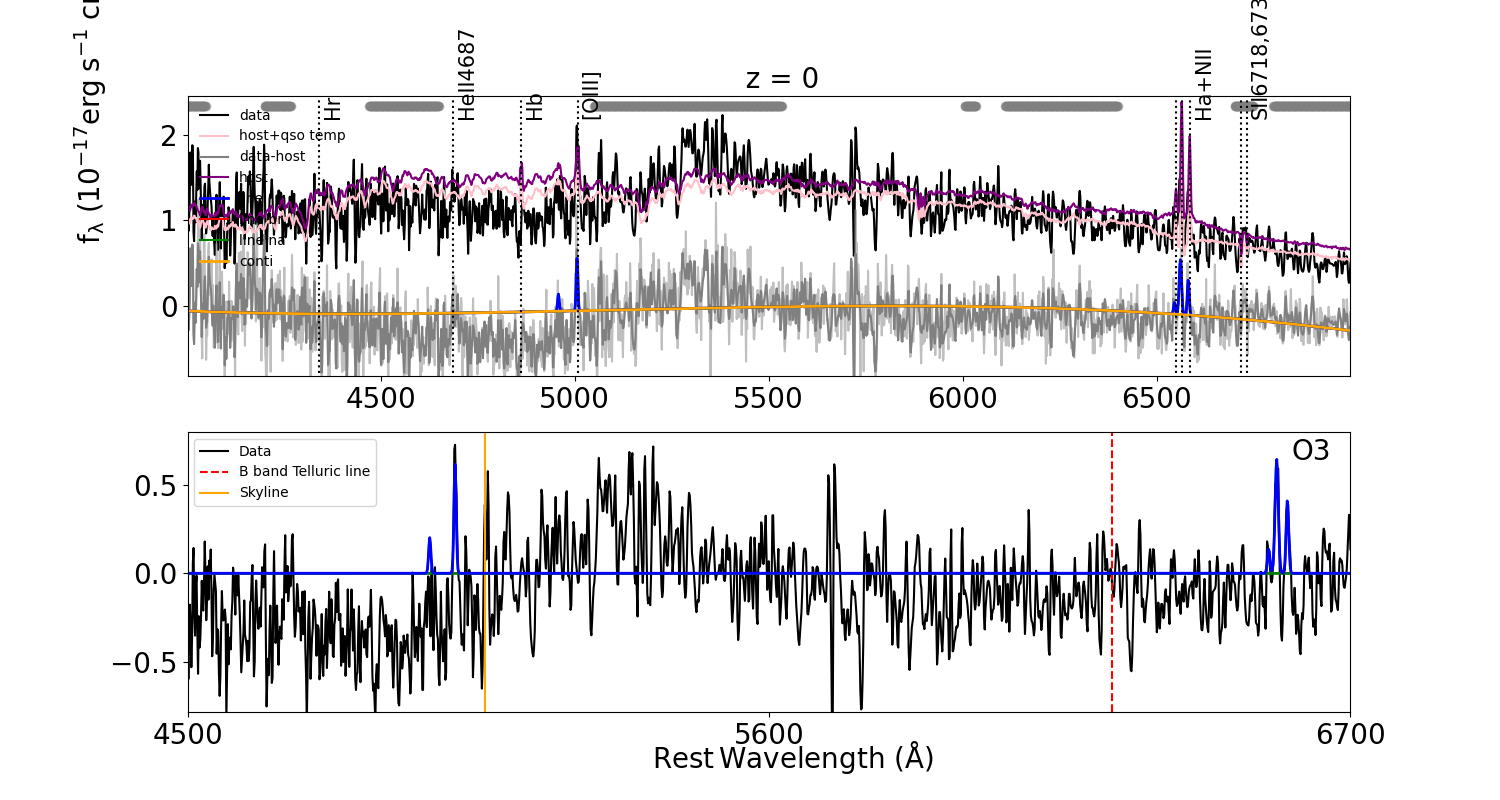 z = 0
f_λ (10^−17 erg s^−1
Hr
HeII4687
Hb
[OIII]
Ha+NII
SII6718,673
data
host+qso temp
data-host
host
line na
conti
2
1
0
4500 5000 5500 6000 6500
O3
Data
B band Telluric line
Skyline
0.5
0.0
−0.5
4500 5600 6700
Rest Wavelength (Å)